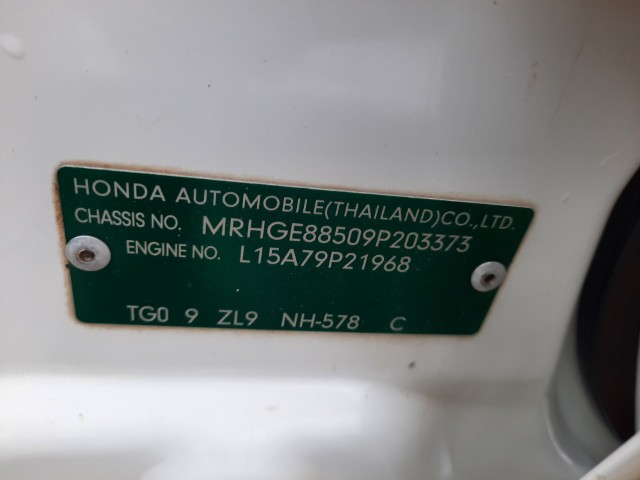 HONDA AUTOMOBILE(THAILAND)CO.,LTD.
CHASSIS NO. MRHGE88509P203373
ENGINE NO. L15A79P21968
TG0 9 ZL9 NH-578 C